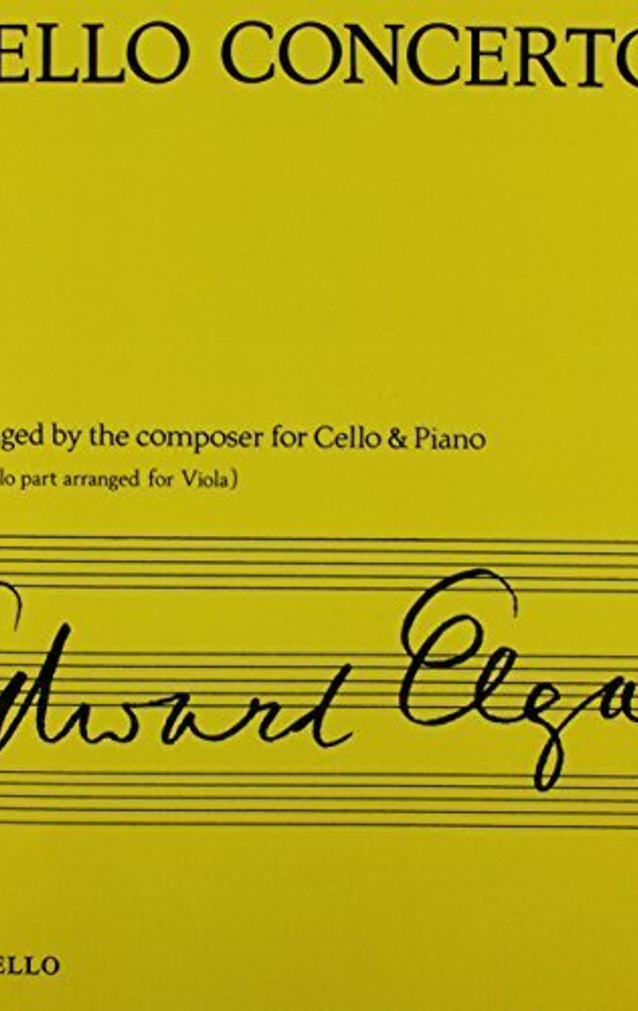 ELLO CONCERTO
ged by the composer for Cello & Piano
lo part arranged for Viola)
dward Elga
ELLO